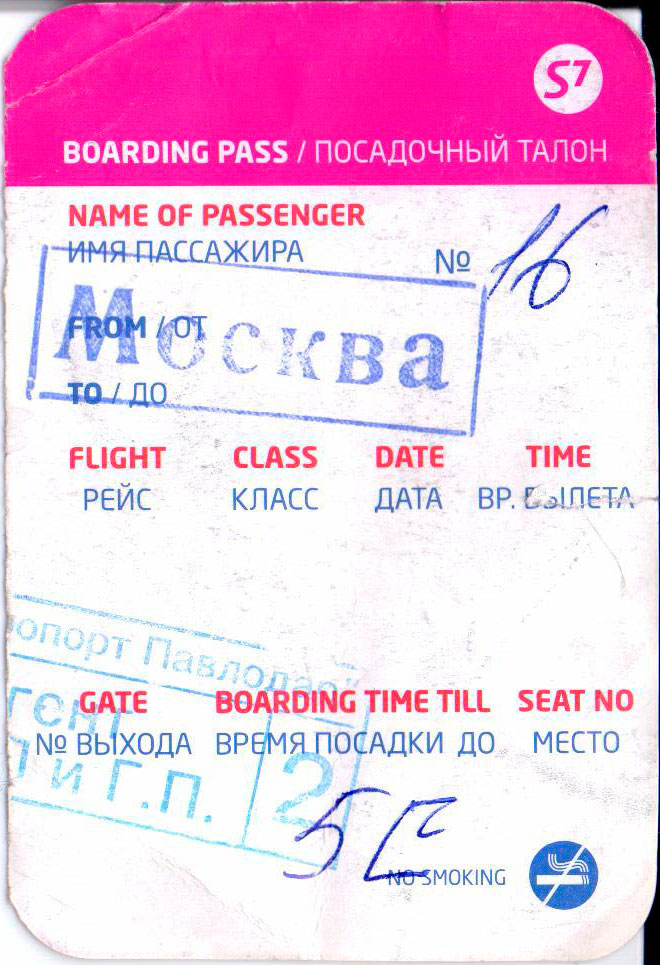 S7
BOARDING PASS / ПОСАДОЧНЫЙ ТАЛОН
NAME OF PASSENGER
ИМЯ ПАССАЖИРА
№ 16
Москва
FROM / ОТ
TO / ДО
FLIGHT CLASS DATE TIME
РЕЙС КЛАСС ДАТА ВР. ВЫЛЕТА
опорт Павлодар
GATE BOARDING TIME TILL SEAT NO
гент
№ ВЫХОДА ВРЕМЯ ПОСАДКИ ДО МЕСТО
П и Г.П. 2
5E
NO SMOKING